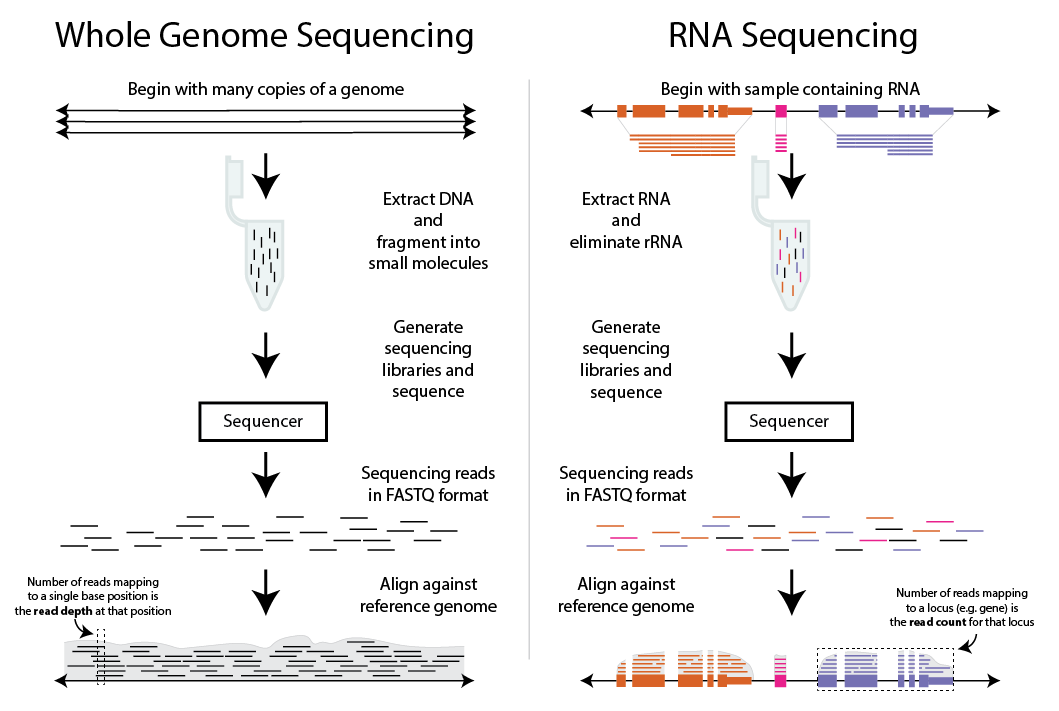 Whole Genome Sequencing
Begin with many copies of a genome
Extract DNA
and
fragment into
small molecules
Generate
sequencing
libraries and
sequence
Sequencer
Sequencing reads
in FASTQ format
Align against
reference genome
Number of reads mapping
to a single base position is
the read depth at that position
RNA Sequencing
Begin with sample containing RNA
Extract RNA
and
eliminate rRNA
Generate
sequencing
libraries and
sequence
Sequencer
Sequencing reads
in FASTQ format
Align against
reference genome
Number of reads mapping
to a locus (e.g. gene) is
the read count for that locus